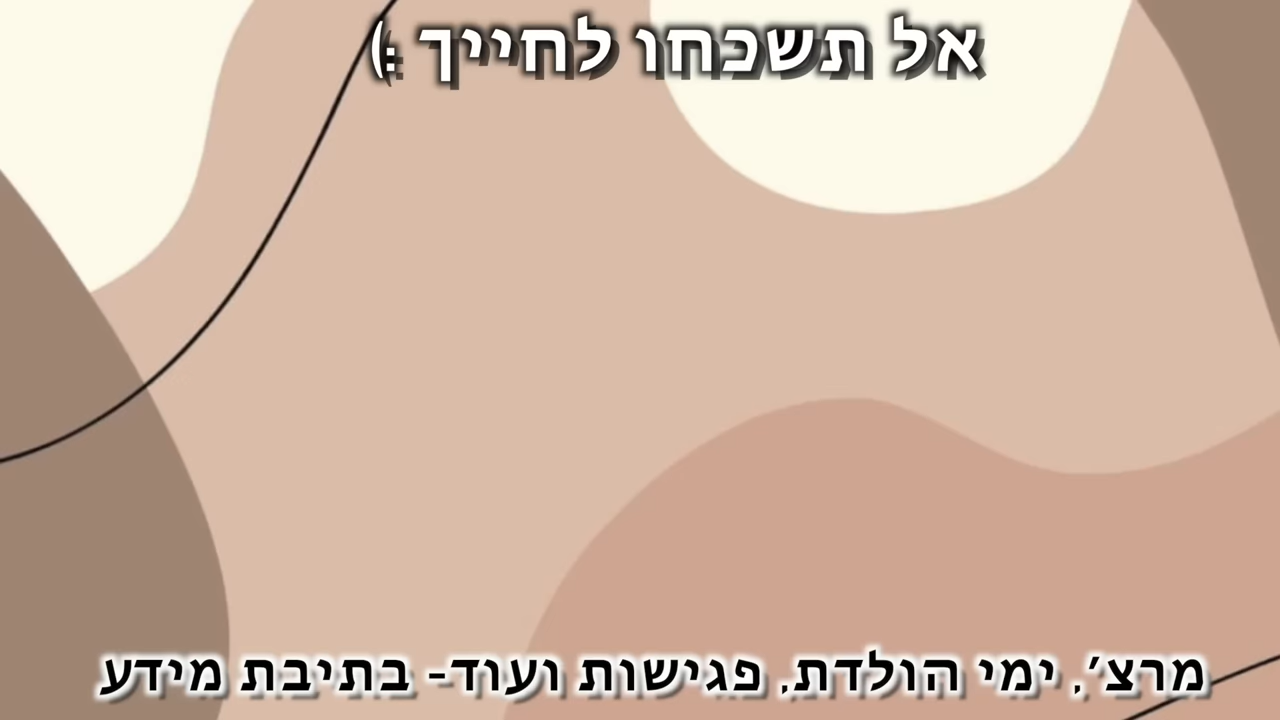 אל תשכחו לחייך :)
מרצ', ימי הולדת, פגישות ועוד- בתיבת מידע